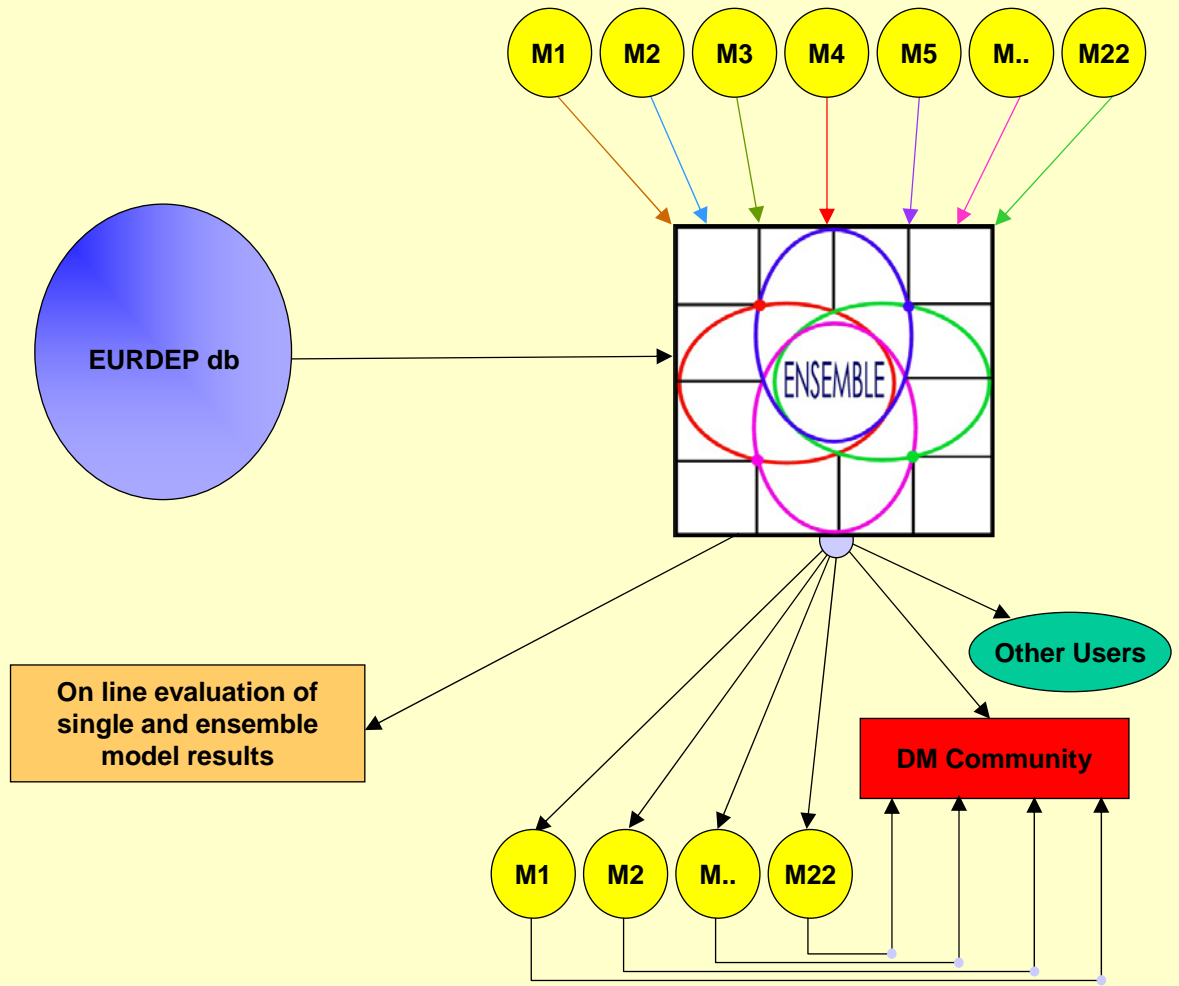 M1 M2 M3 M4 M5 M.. M22
EURDEP db
ENSEMBLE
Other Users
On line evaluation of
single and ensemble
model results
DM Community
M1 M2 M.. M22